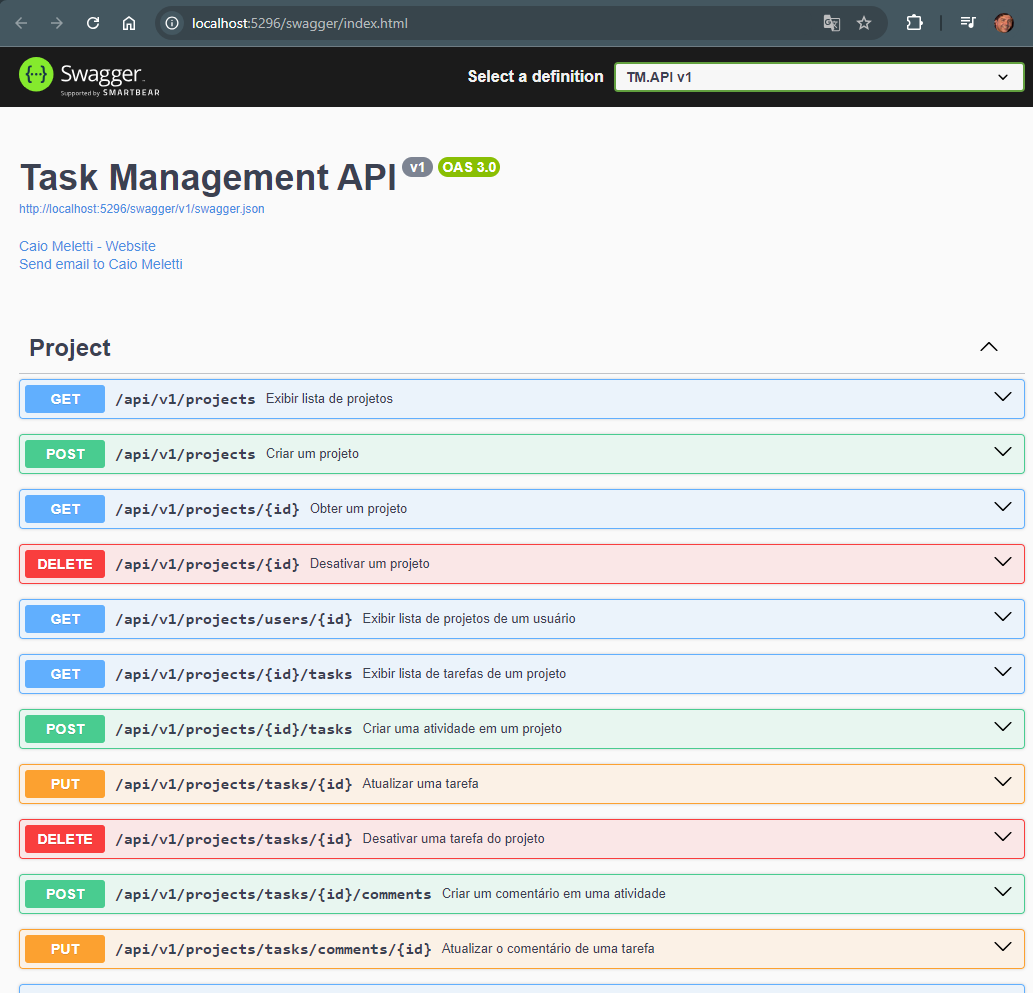 localhost:5296/swagger/index.html
Swagger
Supported by SMARTBEAR
Select a definition
TM.API v1
Task Management API v1 OAS 3.0
http://localhost:5296/swagger/v1/swagger.json
Caio Meletti - Website
Send email to Caio Meletti
Project
GET /api/v1/projects Exibir lista de projetos
POST /api/v1/projects Criar um projeto
GET /api/v1/projects/{id} Obter um projeto
DELETE /api/v1/projects/{id} Desativar um projeto
GET /api/v1/projects/users/{id} Exibir lista de projetos de um usuário
GET /api/v1/projects/{id}/tasks Exibir lista de tarefas de um projeto
POST /api/v1/projects/{id}/tasks Criar uma atividade em um projeto
PUT /api/v1/projects/tasks/{id} Atualizar uma tarefa
DELETE /api/v1/projects/tasks/{id} Desativar uma tarefa do projeto
POST /api/v1/projects/tasks/{id}/comments Criar um comentário em uma atividade
PUT /api/v1/projects/tasks/comments/{id} Atualizar o comentário de uma tarefa